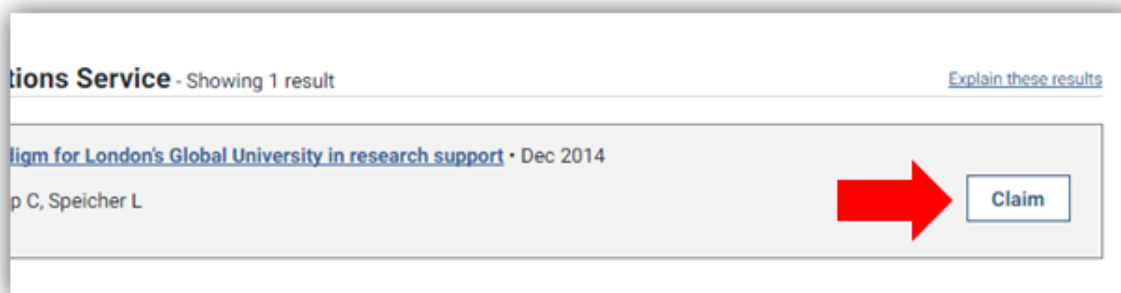 tions Service - Showing 1 result
Explain these results
digm for London's Global University in research support • Dec 2014
p C, Speicher L
Claim